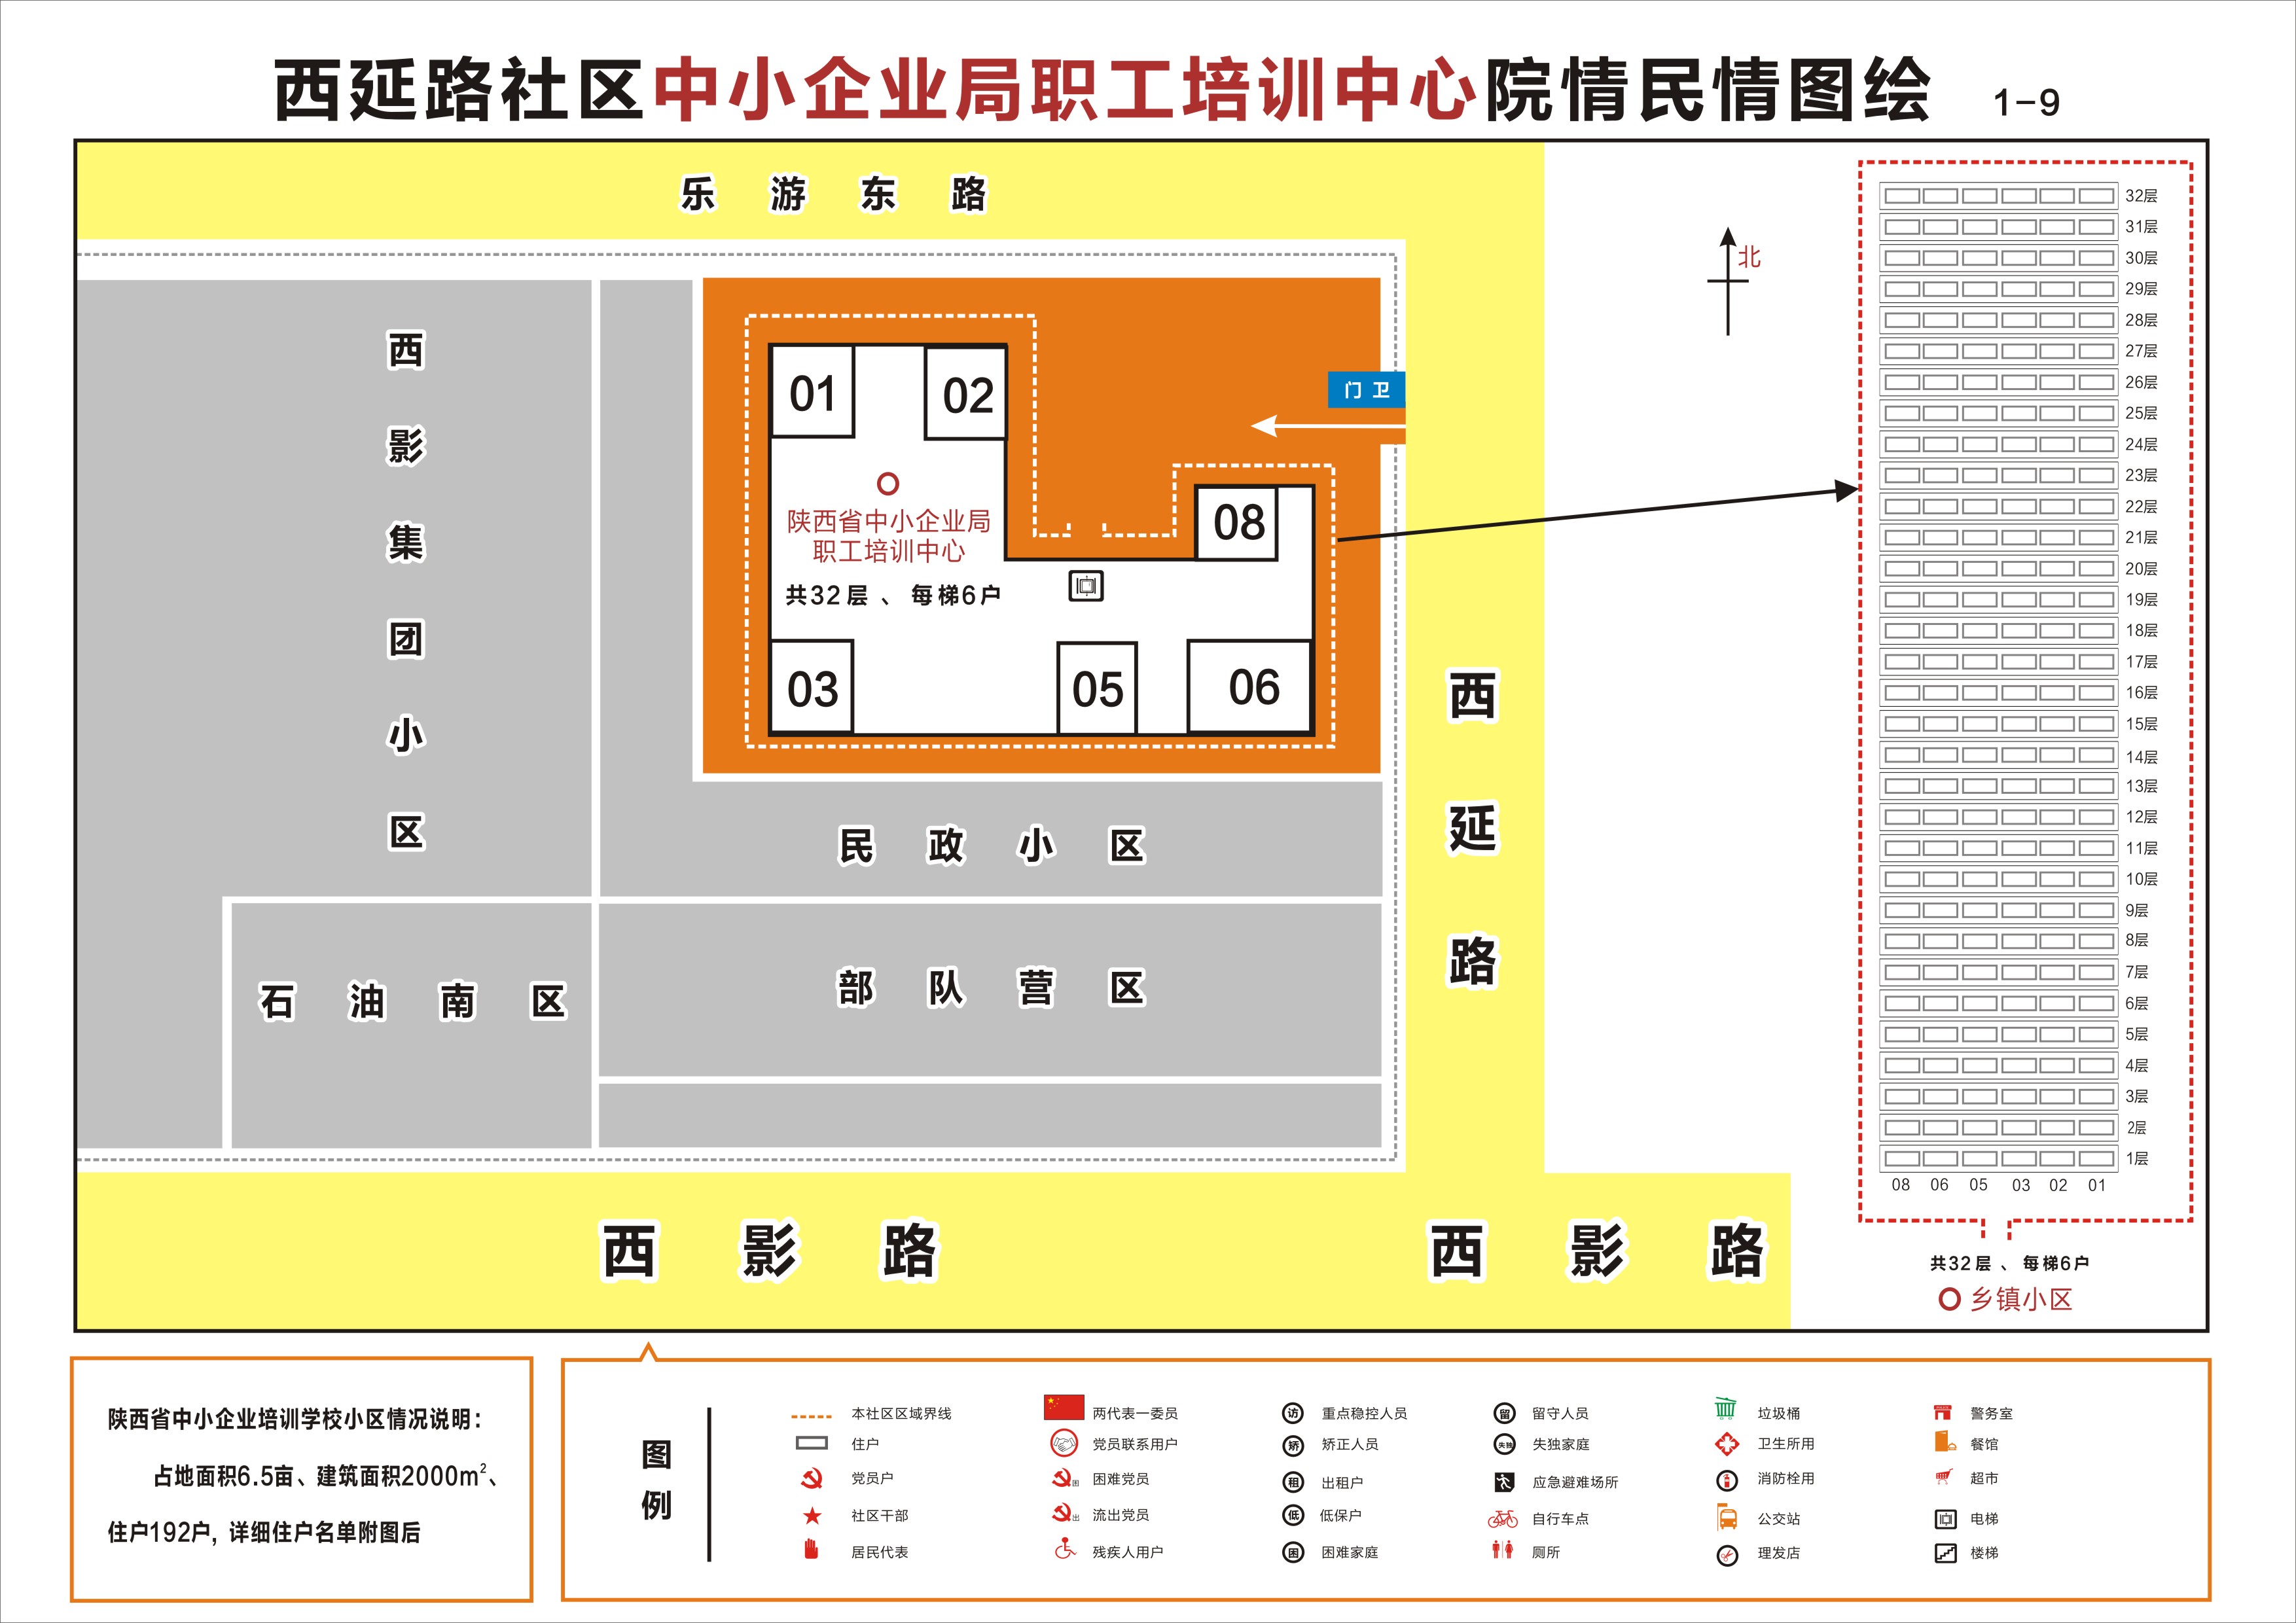 西延路社区中小企业局职工培训中心院情民情图绘 1-9
乐游东路
北
西影集团小区
01
02
门卫
陕西省中小企业局
职工培训中心
共32层、每梯6户
08
03
05
06
西延路
民政小区
石油南区
部队营区
西影路
西影路
32层
31层
30层
29层
28层
27层
26层
25层
24层
23层
22层
21层
20层
19层
18层
17层
16层
15层
14层
13层
12层
11层
10层
9层
8层
7层
6层
5层
4层
3层
2层
1层
08 06 05 03 02 01
共32层、每梯6户
乡镇小区
陕西省中小企业培训学校小区情况说明：
占地面积6.5亩、建筑面积2000m²、
住户192户，详细住户名单附图后
图例
本社区区域界线
住户
党员户
社区干部
居民代表
两代表一委员
党员联系用户
困 困难党员
出 流出党员
残疾人用户
访 重点稳控人员
矫 矫正人员
租 出租户
低 低保户
困 困难家庭
留 留守人员
失独 失独家庭
应急避难场所
自行车点
厕所
垃圾桶
卫生所用
消防栓用
公交站
理发店
警务室
餐馆
超市
电梯
楼梯